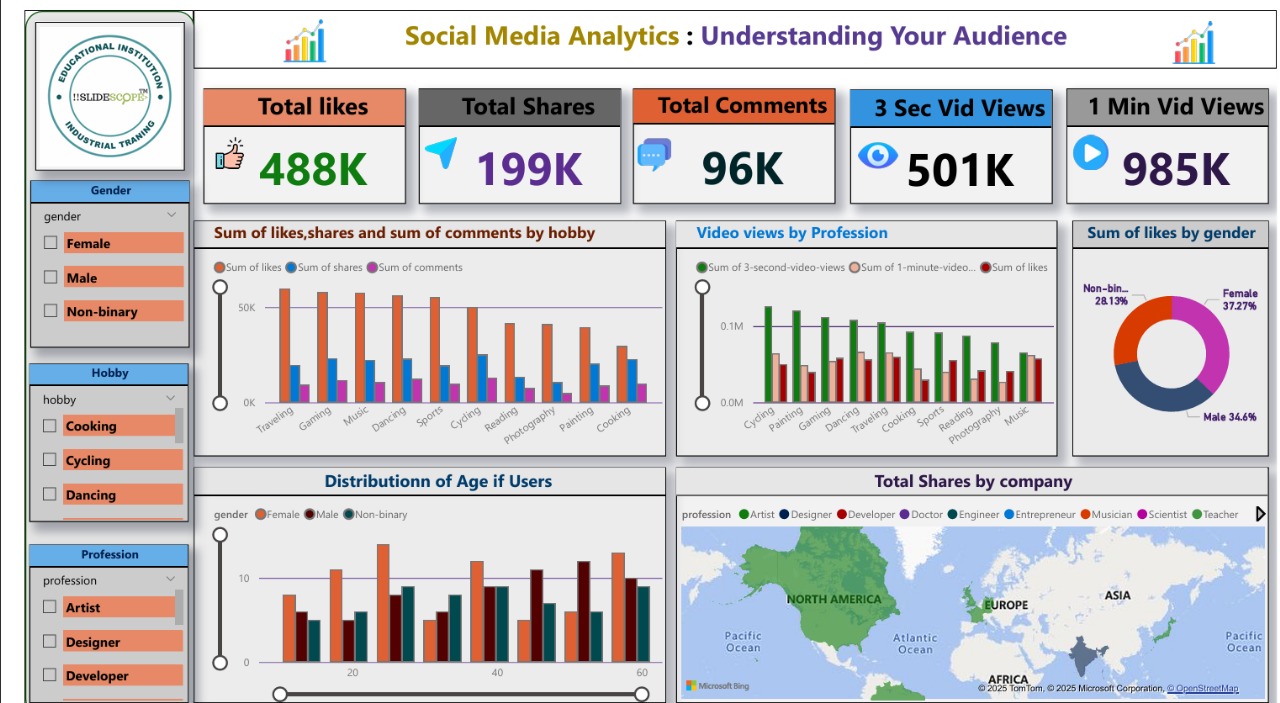 Social Media Analytics : Understanding Your Audience
EDUCATIONAL INSTITUTION
!!SLIDESCOPE™
INDUSTRIAL TRANING
Total likes
488K
Total Shares
199K
Total Comments
96K
3 Sec Vid Views
501K
1 Min Vid Views
985K
Gender
gender
Female
Male
Non-binary
Hobby
hobby
Cooking
Cycling
Dancing
Profession
profession
Artist
Designer
Developer
Sum of likes,shares and sum of comments by hobby
Sum of likes Sum of shares Sum of comments
50K
0K
Traveling Gaming Music Dancing Sports Cycling Reading Photography Painting Cooking
Video views by Profession
Sum of 3-second-video-views Sum of 1-minute-video... Sum of likes
0.1M
0.0M
Cycling Painting Gaming Dancing Traveling Cooking Sports Reading Photography Music
Sum of likes by gender
Non-bin...
28.13%
Female
37.27%
Male 34.6%
Distributionn of Age if Users
gender Female Male Non-binary
10
0
20 40 60
Total Shares by company
profession Artist Designer Developer Doctor Engineer Entrepreneur Musician Scientist Teacher
NORTH AMERICA
EUROPE
ASIA
Pacific
Ocean
Atlantic
Ocean
Pacific
Ocean
AFRICA
Microsoft Bing
© 2025 TomTom, © 2025 Microsoft Corporation, © OpenStreetMap